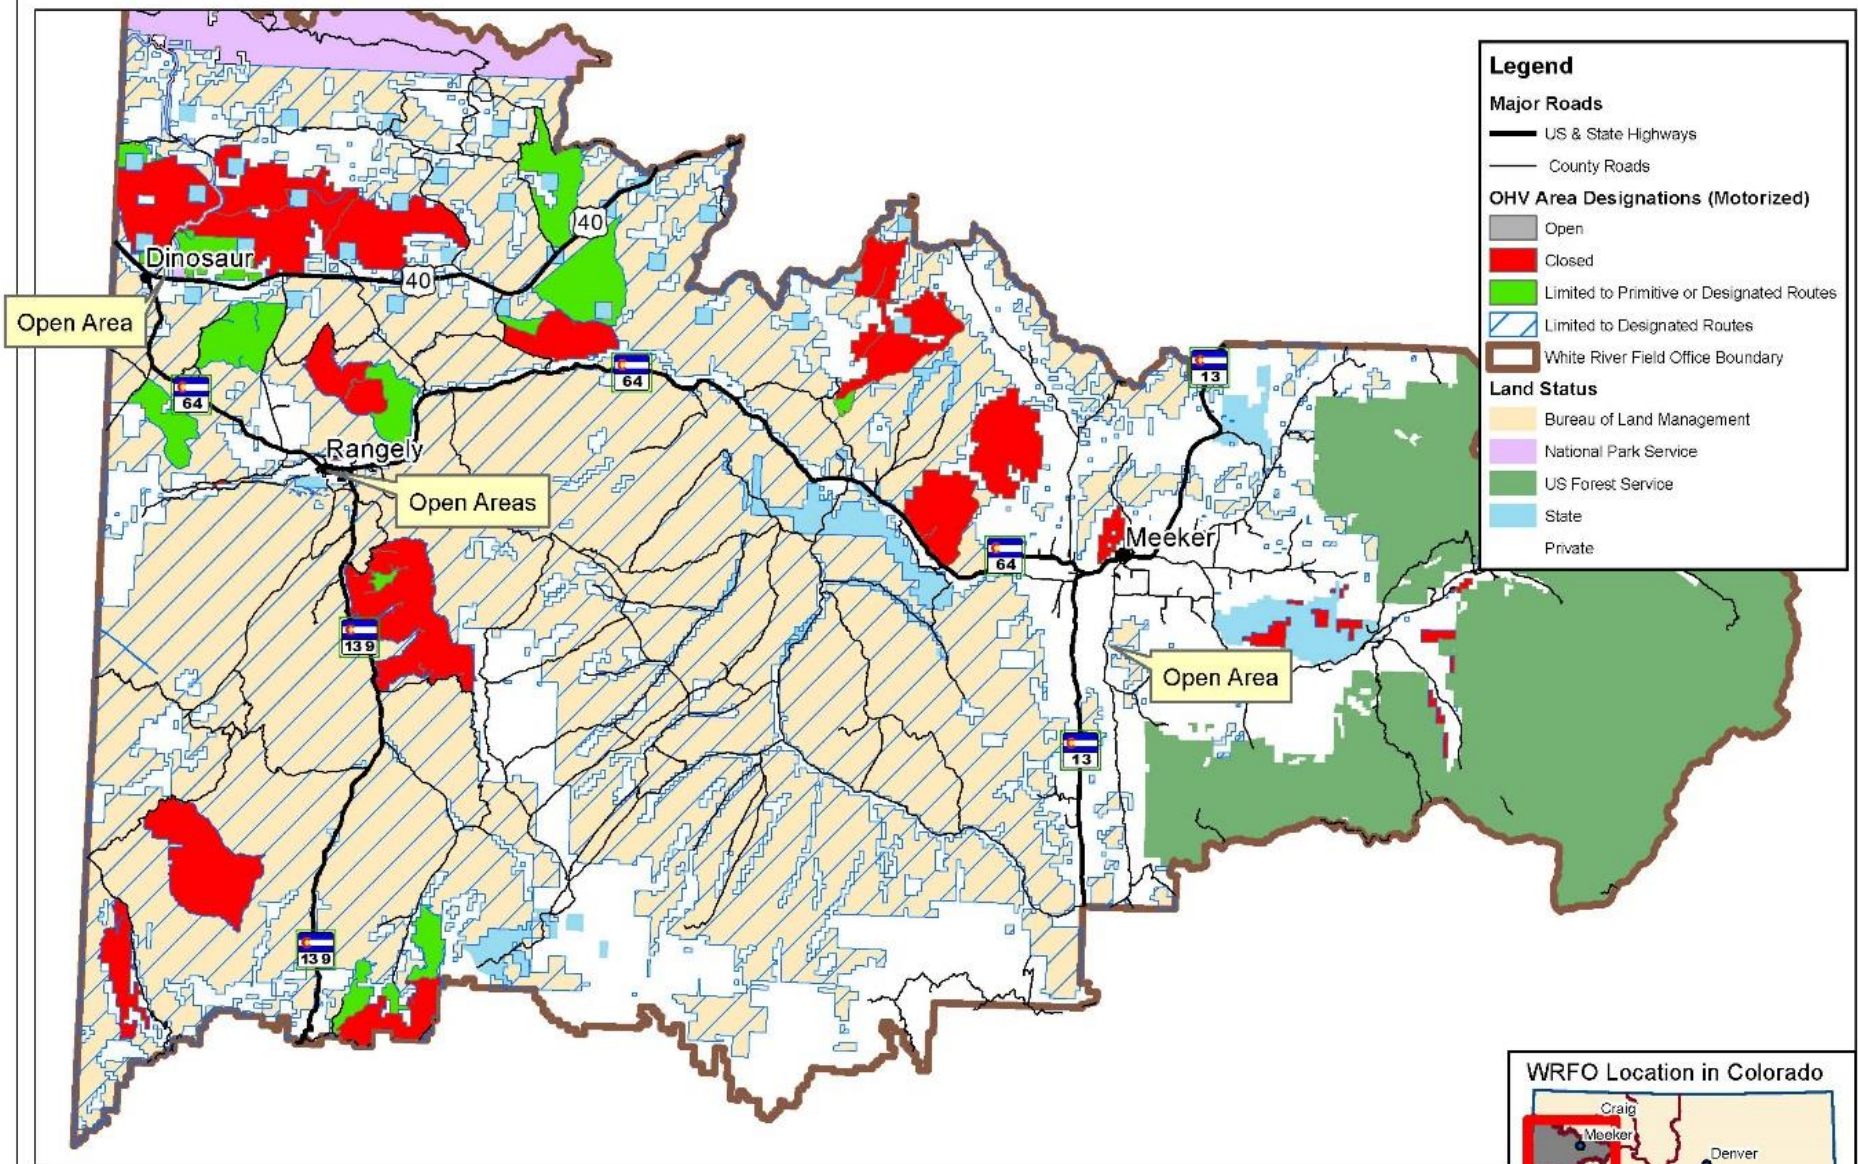 Legend
Major Roads
US & State Highways
County Roads
OHV Area Designations (Motorized)
Open
Closed
Limited to Primitive or Designated Routes
Limited to Designated Routes
White River Field Office Boundary
Land Status
Bureau of Land Management
National Park Service
US Forest Service
State
Private
40
Dinosaur
40
Open Area
64
13
64
Rangely
Open Areas
Meeker
64
139
Open Area
13
139
WRFO Location in Colorado
Craig
Meeker
Denver